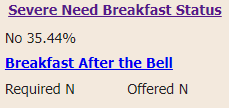 Severe Need Breakfast Status
No 35.44%
Breakfast After the Bell
Required N Offered N